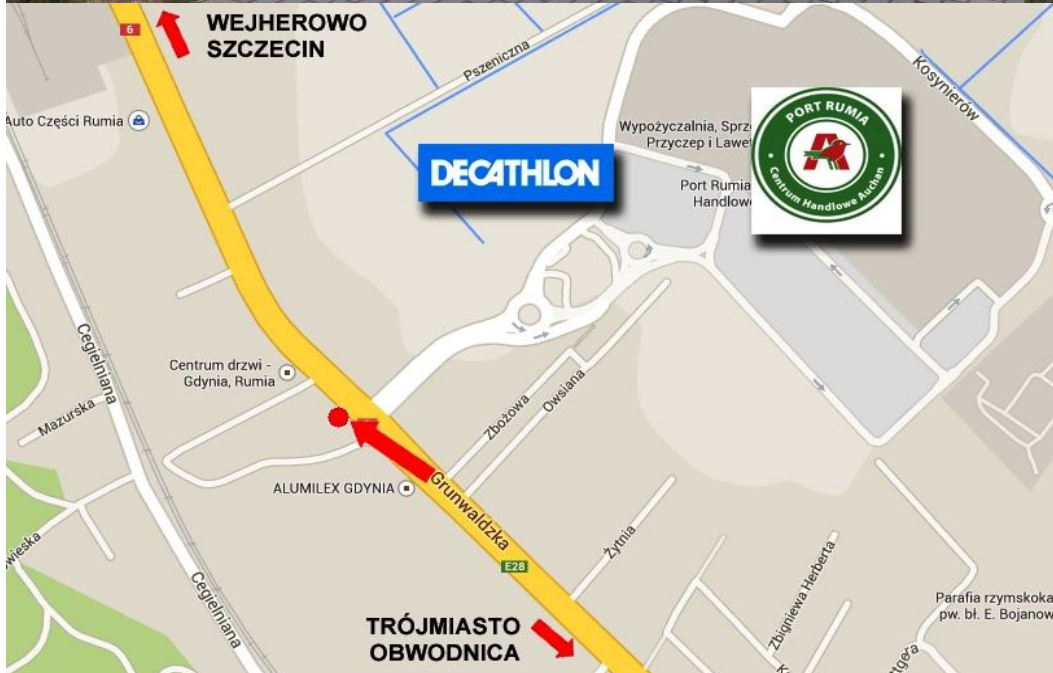 WEJHEROWO
SZCZECIN
6
Pszeniczna
Kosynierów
Auto Części Rumia
Wypożyczalnia, Sprz
Przyczep i Lawet
PORT RUMIA
Centrum Handlowe Auchan
DECATHLON
Port Rumia
Handlow
Cegielniana
Centrum drzwi -
Gdynia, Rumia
Mazurska
Zbożowa
Owsiana
ALUMILEX GDYNIA
Grunwaldzka
Żytnia
wieska
E28
Cegielniana
Zbigniewa Herberta
Parafia rzymskoka
pw. bł. E. Bojanow
TRÓJMIASTO
OBWODNICA